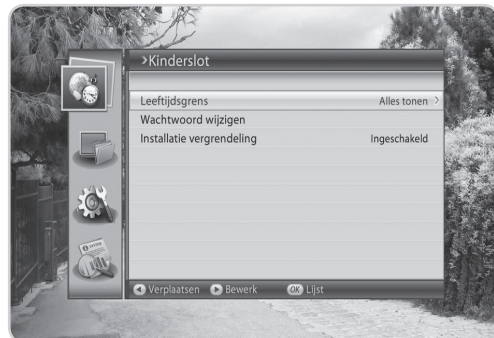 >Kinderslot
Leeftijdsgrens Alles tonen >
Wachtwoord wijzigen
Installatie vergrendeling Ingeschakeld
Verplaatsen Bewerk OK Lijst